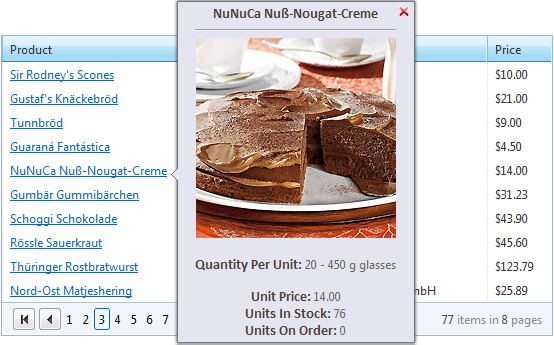 NuNuCa Nuß-Nougat-Creme
Product Price
Sir Rodney's Scones $10.00
Gustaf's Knäckebröd $21.00
Tunnbröd $9.00
Guaraná Fantástica $4.50
NuNuCa Nuß-Nougat-Creme $14.00
Gumbär Gummibärchen $31.23
Schoggi Schokolade $43.90
Rössle Sauerkraut $45.60
Thüringer Rostbratwurst $123.79
Nord-Ost Matjeshering mbH $25.89
Quantity Per Unit: 20 - 450 g glasses
Unit Price: 14.00
Units In Stock: 76
Units On Order: 0
1 2 3 4 5 6 7 77 items in 8 pages